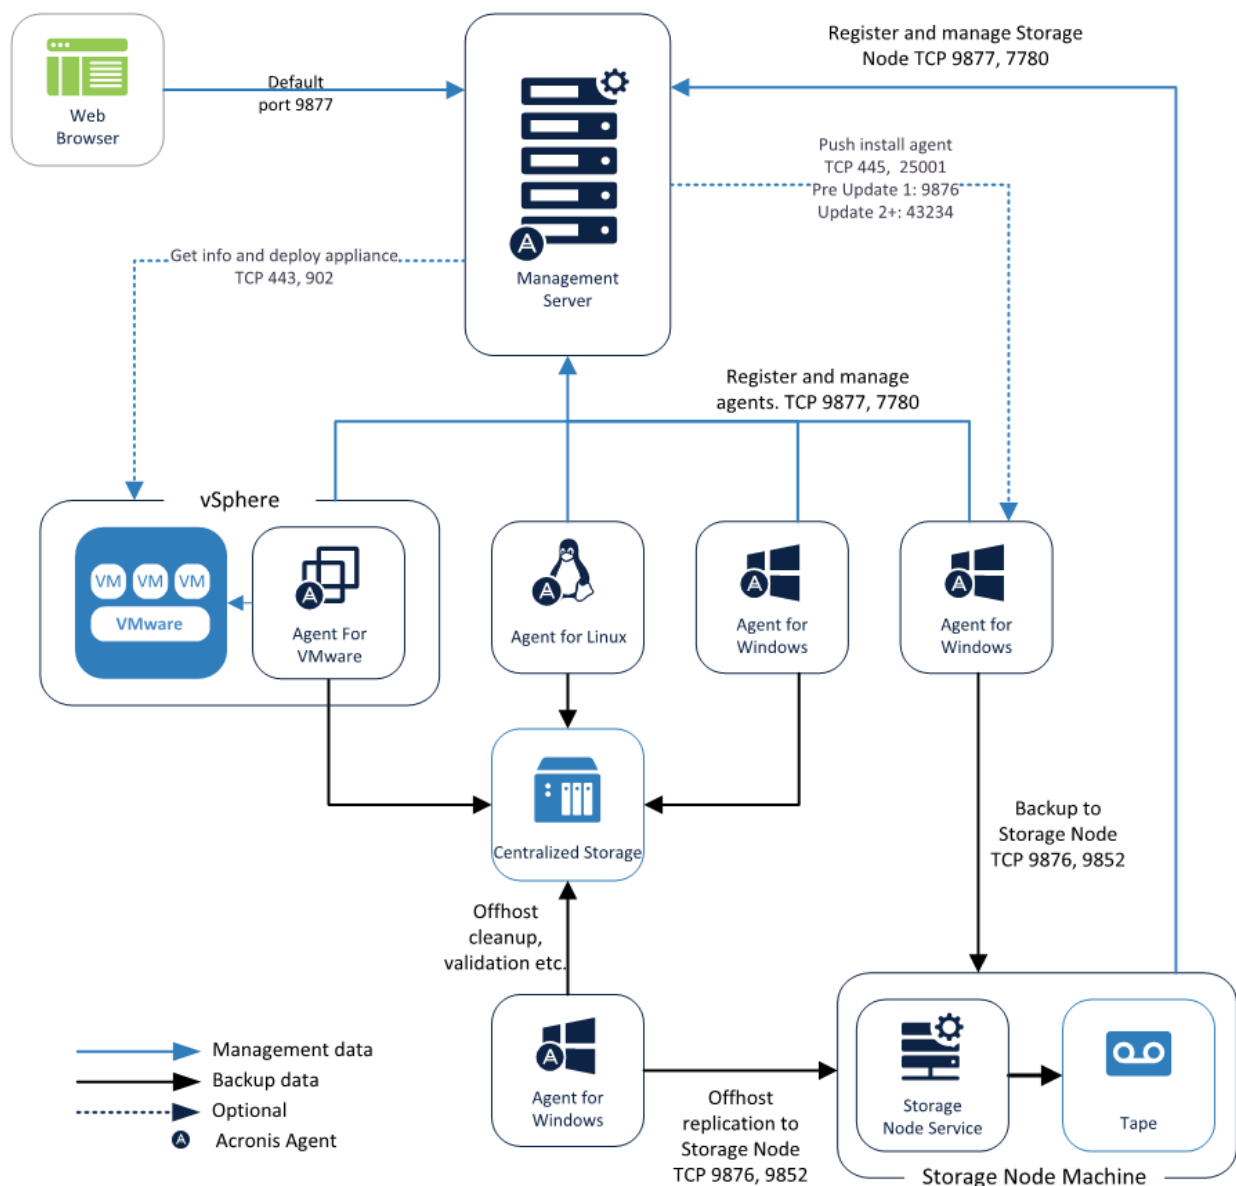 Web
Browser
Default
port 9877
Management
Server
Register and manage Storage
Node TCP 9877, 7780
Push install agent
TCP 445, 25001
Pre Update 1: 9876
Update 2+: 43234
Get info and deploy appliance
TCP 443, 902
Register and manage
agents. TCP 9877, 7780
vSphere
VM VM VM
VMware
Agent For
VMware
Agent for Linux
Agent for
Windows
Agent for
Windows
Centralized Storage
Backup to
Storage Node
TCP 9876, 9852
Offhost
cleanup,
validation etc.
Agent for
Windows
Offhost
replication to
Storage Node
TCP 9876, 9852
Storage
Node Service
Tape
Storage Node Machine
Management data
Backup data
Optional
Acronis Agent